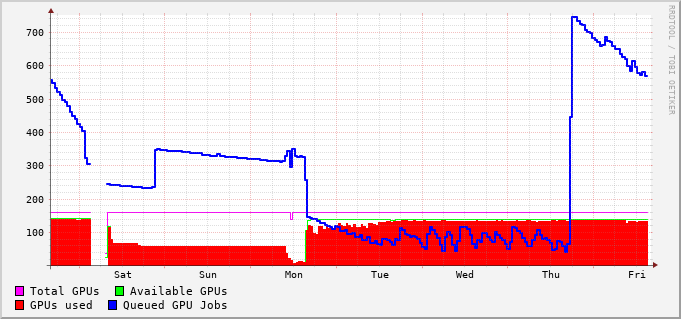 700
600
500
400
300
200
100
Sat Sun Mon Tue Wed Thu Fri
Total GPUs Available GPUs
GPUs used Queued GPU Jobs
RRDTOOL / TOBI OETIKER